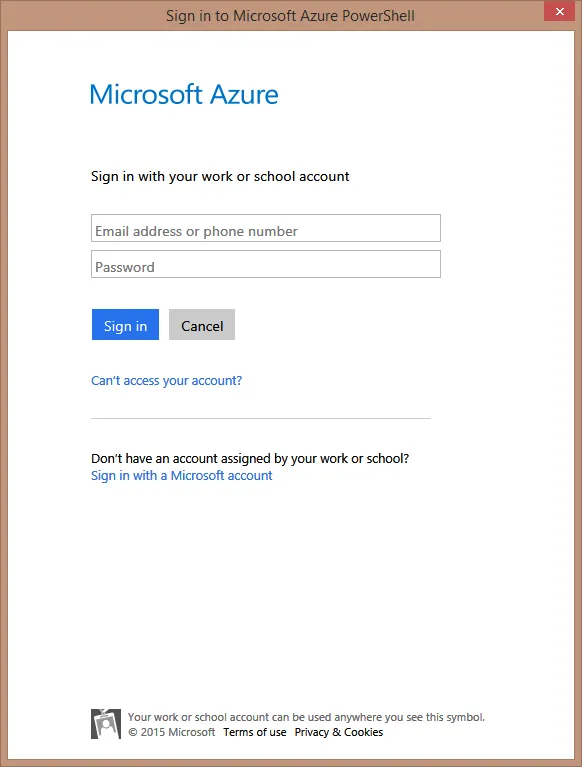 Sign in to Microsoft Azure PowerShell
Microsoft Azure
Sign in with your work or school account
Email address or phone number
Password
Sign in Cancel
Can't access your account?
Don't have an account assigned by your work or school?
Sign in with a Microsoft account
Your work or school account can be used anywhere you see this symbol.
© 2015 Microsoft Terms of use Privacy & Cookies